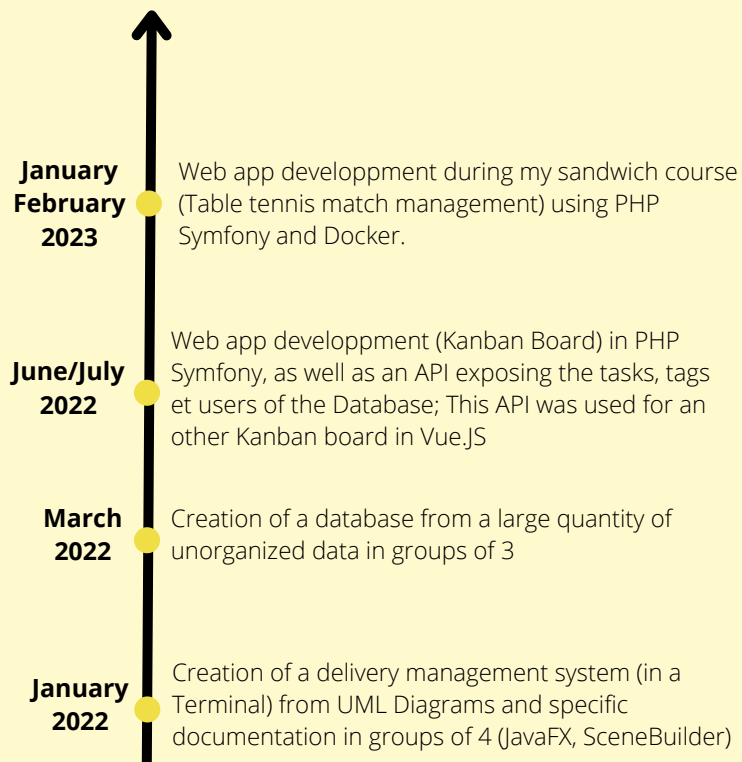 January
February
2023
Web app developpment during my sandwich course
(Table tennis match management) using PHP
Symfony and Docker.
June/July
2022
Web app developpment (Kanban Board) in PHP
Symfony, as well as an API exposing the tasks, tags
et users of the Database; This API was used for an
other Kanban board in Vue.JS
March
2022
Creation of a database from a large quantity of
unorganized data in groups of 3
January
2022
Creation of a delivery management system (in a
Terminal) from UML Diagrams and specific
documentation in groups of 4 (JavaFX, SceneBuilder)